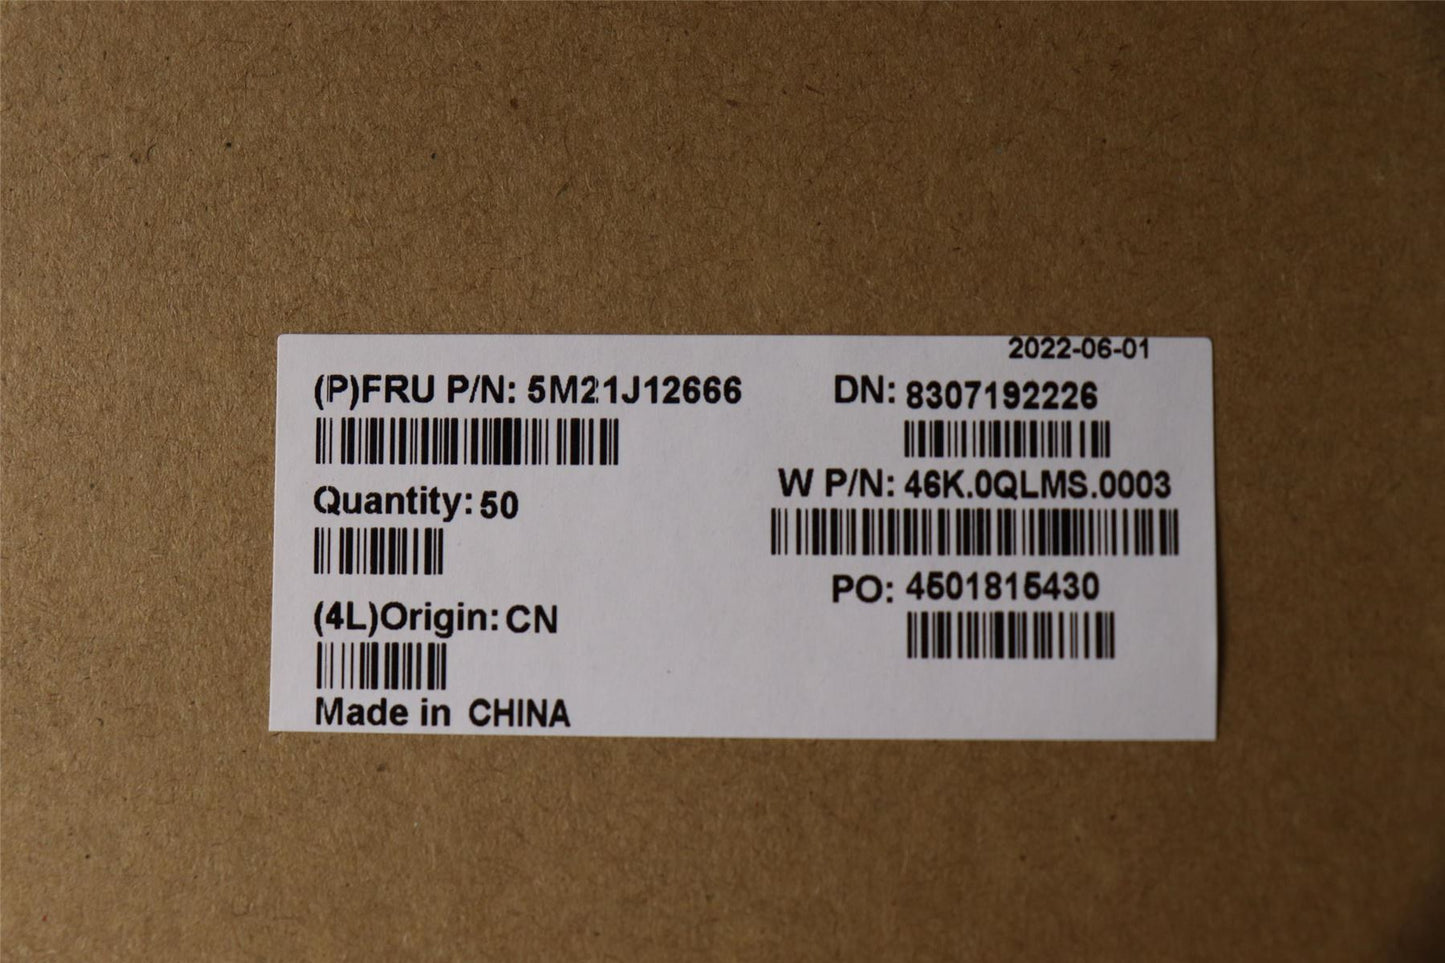 2022-06-01
(P)FRU P/N: 5M21J12666
DN: 8307192226
W P/N: 46K.0QLMS.0003
Quantity: 50
PO: 4501815430
(4L)Origin: CN
Made in CHINA